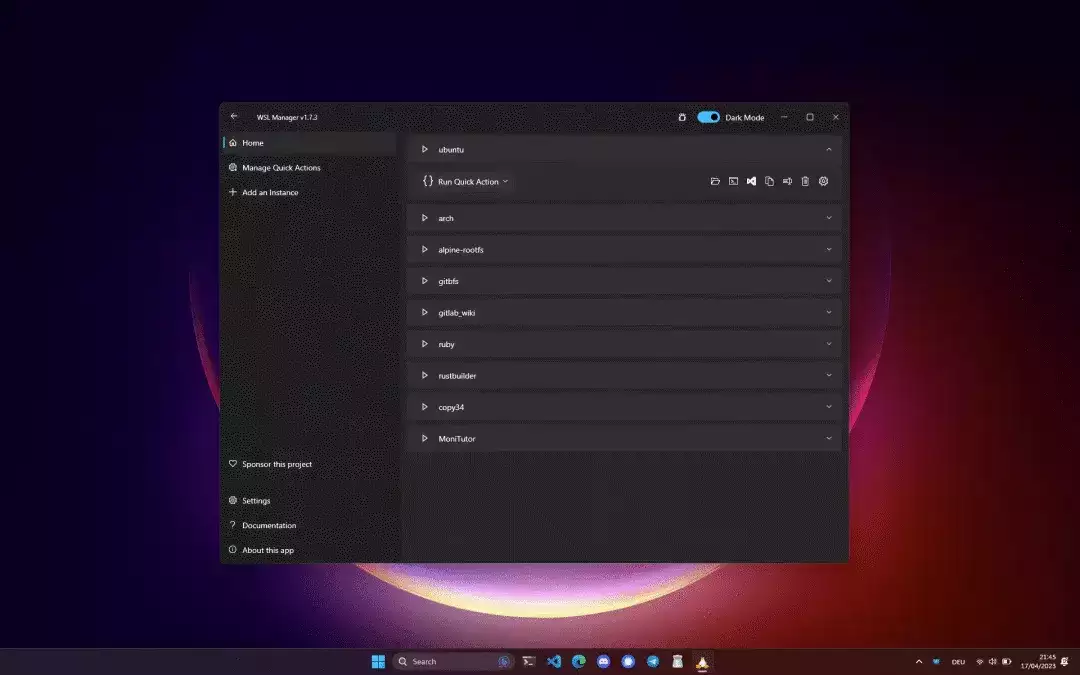 WSL Manager v1.7.3
Dark Mode
Home
Manage Quick Actions
Add an Instance
Sponsor this project
Settings
Documentation
About this app
ubuntu
{} Run Quick Action
arch
alpine-rootfs
gitbfs
gitlab_wiki
ruby
rustbuilder
copy34
MoniTutor
Search
DEU
21:45
17/04/2023